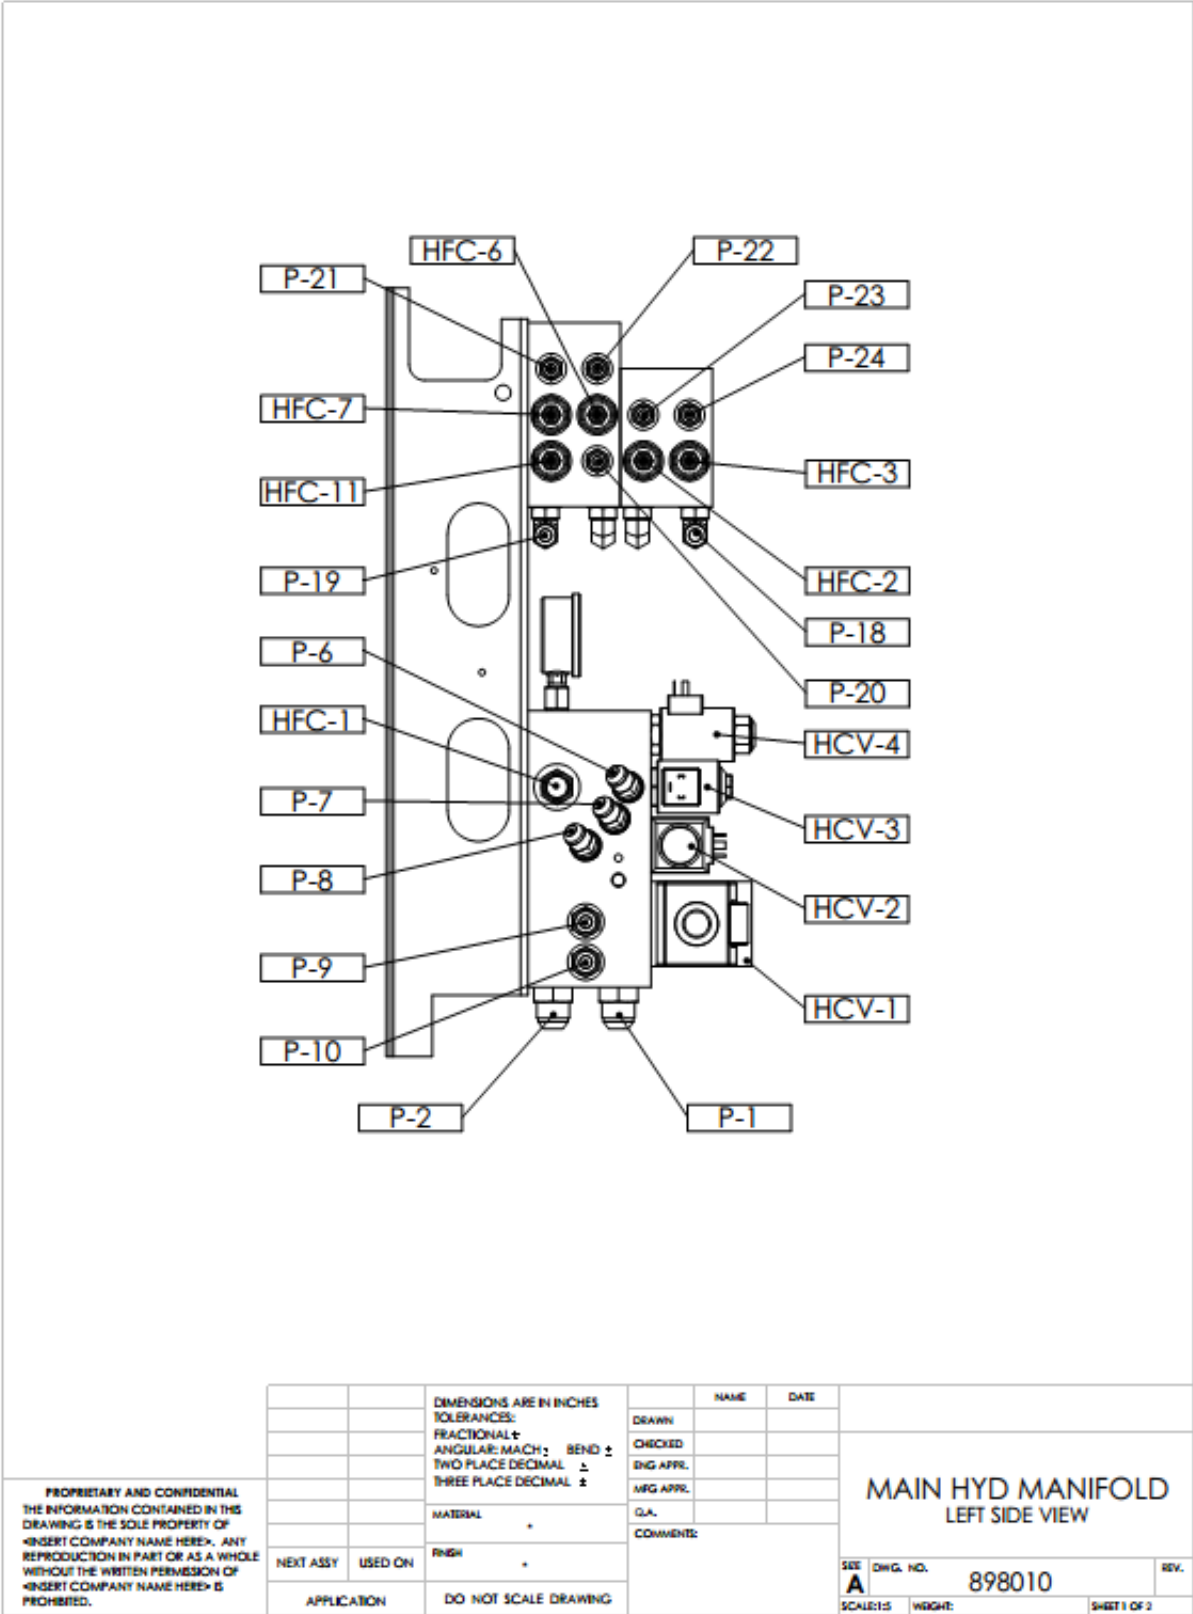 HFC-6
P-22
P-21
P-23
P-24
HFC-7
HFC-3
HFC-11
P-19
HFC-2
P-18
P-6
P-20
HFC-1
HCV-4
P-7
HCV-3
P-8
HCV-2
P-9
HCV-1
P-10
P-2
P-1
PROPRIETARY AND CONFIDENTIAL
THE INFORMATION CONTAINED IN THIS
DRAWING IS THE SOLE PROPERTY OF
<INSERT COMPANY NAME HERE>. ANY
REPRODUCTION IN PART OR AS A WHOLE
WITHOUT THE WRITTEN PERMISSION OF
<INSERT COMPANY NAME HERE> IS
PROHIBITED.
NEXT ASSY
USED ON
APPLICATION
DIMENSIONS ARE IN INCHES
TOLERANCES:
FRACTIONAL ±
ANGULAR: MACH ± BEND ±
TWO PLACE DECIMAL ±
THREE PLACE DECIMAL ±
MATERIAL
FINISH
DO NOT SCALE DRAWING
NAME
DATE
DRAWN
CHECKED
ENG APPR.
MFG APPR.
Q.A.
COMMENTS:
MAIN HYD MANIFOLD
LEFT SIDE VIEW
SIZE
A
DWG. NO.
898010
REV.
SCALE:1:5
WEIGHT:
SHEET 1 OF 2